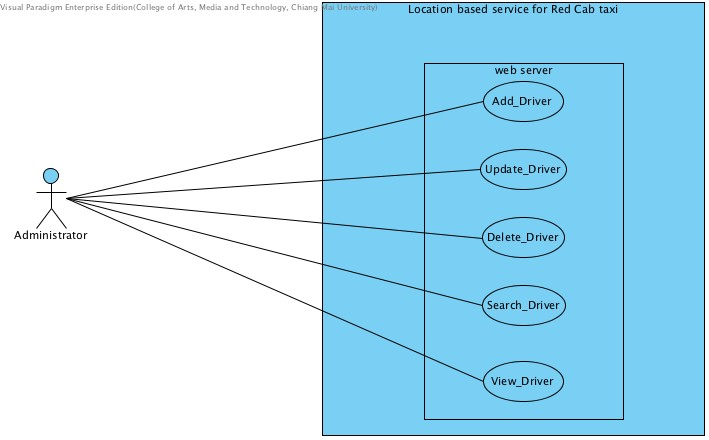 Visual Paradigm Enterprise Edition(College of Arts, Media and Technology, Chiang Mai University)
Location based service for Red Cab taxi
web server
Add_Driver
Update_Driver
Delete_Driver
Administrator
Search_Driver
View_Driver